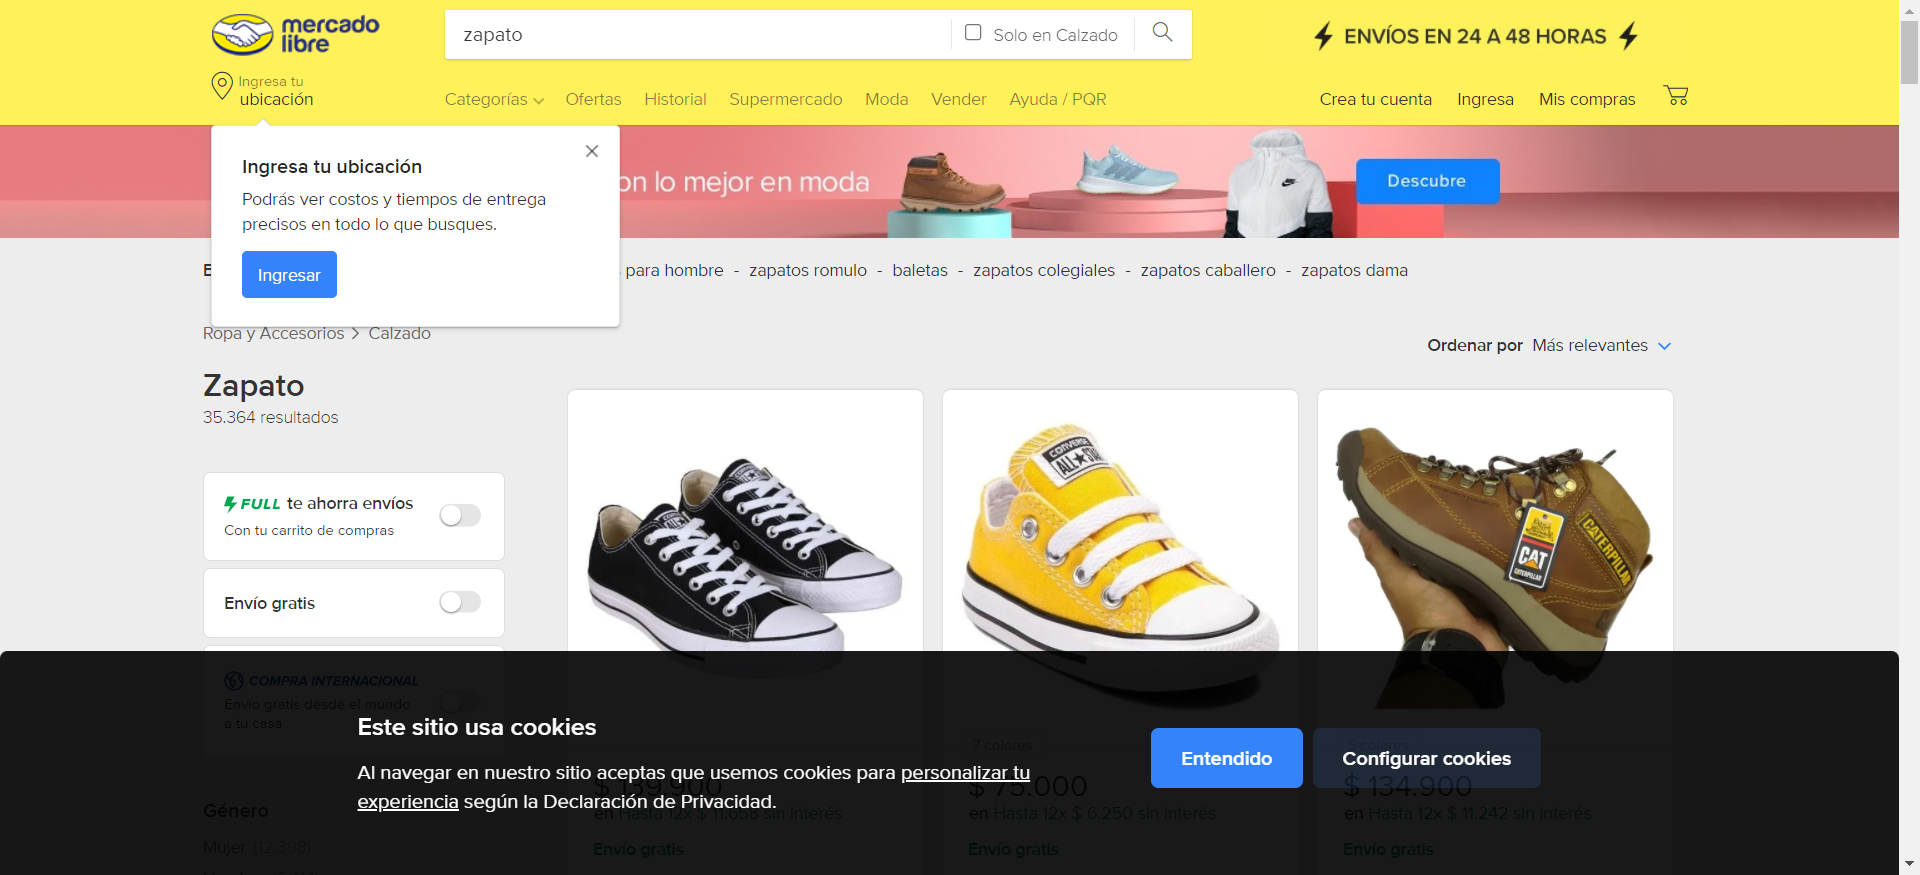 mercado
libre
zapato
Solo en Calzado
ENVÍOS EN 24 A 48 HORAS
Ingresa tu
ubicación
Categorías
Ofertas
Historial
Supermercado
Moda
Vender
Ayuda / PQR
Crea tu cuenta
Ingresa
Mis compras
Ingresa tu ubicación
Podrás ver costos y tiempos de entrega
precisos en todo lo que busques.
Ingresar
on lo mejor en moda
Descubre
para hombre - zapatos romulo - baletas - zapatos colegiales - zapatos caballero - zapatos dama
Ropa y Accesorios > Calzado
Ordenar por Más relevantes
Zapato
35.364 resultados
FULL te ahorra envíos
Con tu carrito de compras
Envío gratis
CONVERSE
ALL STAR
CAT
CATERPILLAR
CATERPILLAR
COMPRA INTERNACIONAL
Envío gratis desde el mundo
a tu casa
Este sitio usa cookies
Al navegar en nuestro sitio aceptas que usemos cookies para personalizar tu
experiencia según la Declaración de Privacidad.
Entendido
Configurar cookies
7 colores
$ 139.900
en Hasta 12x $ 11.658 sin interés
Envío gratis
$ 75.000
en Hasta 12x $ 6.250 sin interés
Envío gratis
$ 134.900
en Hasta 12x $ 11.242 sin interés
Envío gratis
Género
Mujer (12.398)